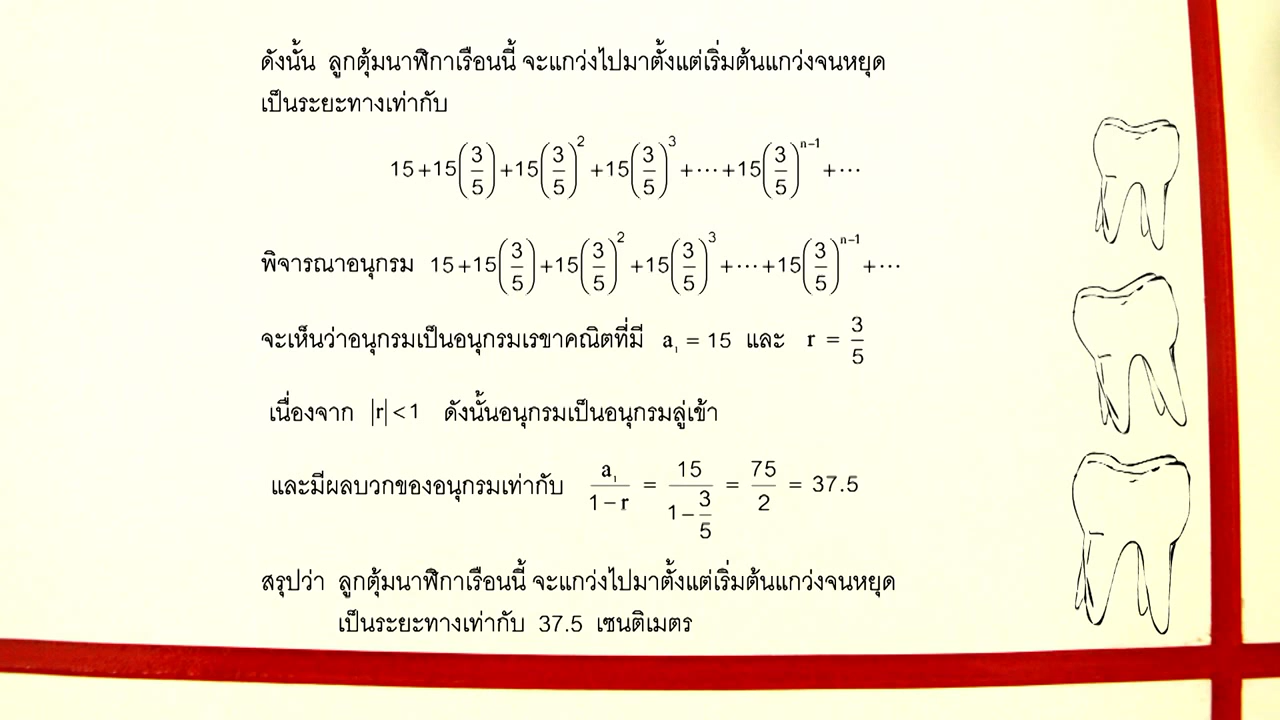 ดังนั้น ลูกตุ้มนาฬิกาเรือนนี้ จะแกว่งไปมาตั้งแต่เริ่มต้นแกว่งจนหยุด
เป็นระยะทางเท่ากับ
15+15(3/5)+15(3/5)^2+15(3/5)^3+⋯+15(3/5)^{n−1}+⋯
พิจารณาอนุกรม 15+15(3/5)+15(3/5)^2+15(3/5)^3+⋯+15(3/5)^{n−1}+⋯
จะเห็นว่าอนุกรมเป็นอนุกรมเรขาคณิตที่มี a₁ = 15 และ r = 3/5
เนื่องจาก |r| < 1 ดังนั้นอนุกรมเป็นอนุกรมลู่เข้า
และมีผลบวกของอนุกรมเท่ากับ a₁/(1−r) = 15/(1−3/5) = 75/2 = 37.5
สรุปว่า ลูกตุ้มนาฬิกาเรือนนี้ จะแกว่งไปมาตั้งแต่เริ่มต้นแกว่งจนหยุด
เป็นระยะทางเท่ากับ 37.5 เซนติเมตร